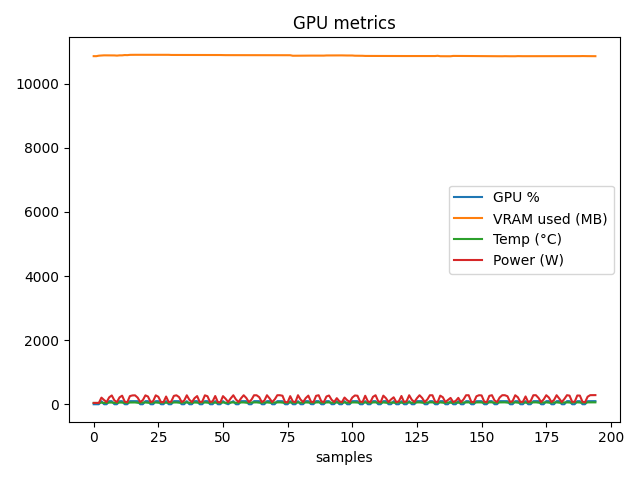 GPU metrics
10000
8000
6000
4000
2000
0
GPU %
VRAM used (MB)
Temp (°C)
Power (W)
0 25 50 75 100 125 150 175 200
samples